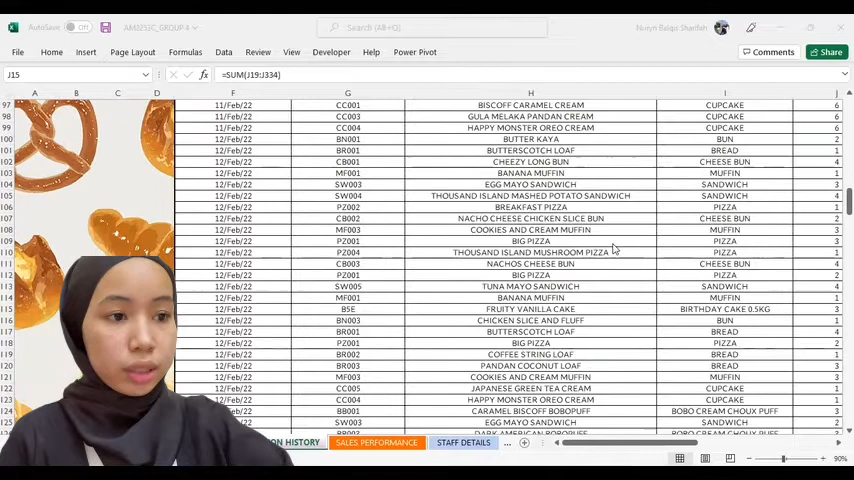 AutoSave Off AM225JC_GROUP 4 Search (Alt+Q) Nuryn Balqis Sharifah
File Home Insert Page Layout Formulas Data Review View Developer Help Power Pivot Comments Share
J15 fx =SUM(J19:J334)
A B C D F G H I J
97 11/Feb/22 CC001 BISCOFF CARAMEL CREAM CUPCAKE 6
98 11/Feb/22 CC003 GULA MELAKA PANDAN CREAM CUPCAKE 6
99 11/Feb/22 CC004 HAPPY MONSTER OREO CREAM CUPCAKE 6
100 12/Feb/22 BN001 BUTTER KAYA BUN 2
101 12/Feb/22 BR001 BUTTERSCOTCH LOAF BREAD 1
102 12/Feb/22 CB001 CHEEZY LONG BUN CHEESE BUN 4
103 12/Feb/22 MF001 BANANA MUFFIN MUFFIN 1
104 12/Feb/22 SW003 EGG MAYO SANDWICH SANDWICH 3
105 12/Feb/22 SW004 THOUSAND ISLAND MASHED POTATO SANDWICH SANDWICH 4
106 12/Feb/22 PZ002 BREAKFAST PIZZA PIZZA 1
107 12/Feb/22 CB002 NACHO CHEESE CHICKEN SLICE BUN CHEESE BUN 2
108 12/Feb/22 MF003 COOKIES AND CREAM MUFFIN MUFFIN 3
109 12/Feb/22 PZ001 BIG PIZZA PIZZA 3
110 12/Feb/22 PZ004 THOUSAND ISLAND MUSHROOM PIZZA PIZZA 1
111 12/Feb/22 CB003 NACHOS CHEESE BUN CHEESE BUN 4
112 12/Feb/22 PZ001 BIG PIZZA PIZZA 2
113 12/Feb/22 SW005 TUNA MAYO SANDWICH SANDWICH 4
114 12/Feb/22 MF001 BANANA MUFFIN MUFFIN 1
115 12/Feb/22 B5E FRUITY VANILLA CAKE BIRTHDAY CAKE 0.5KG 3
116 12/Feb/22 BN003 CHICKEN SLICE AND FLUFF BUN 1
117 12/Feb/22 BR001 BUTTERSCOTCH LOAF BREAD 4
118 12/Feb/22 PZ001 BIG PIZZA PIZZA 2
119 12/Feb/22 BR002 COFFEE STRING LOAF BREAD 1
120 12/Feb/22 BR003 PANDAN COCONUT LOAF BREAD 3
121 12/Feb/22 MF003 COOKIES AND CREAM MUFFIN MUFFIN 3
122 12/Feb/22 CC005 JAPANESE GREEN TEA CREAM CUPCAKE 1
123 12/Feb/22 CC004 HAPPY MONSTER OREO CREAM CUPCAKE 1
124 12/Feb/22 BB001 CARAMEL BISCOFF BOBOPUFF BOBO CREAM CHOUX PUFF 3
12/Feb/22 SW003 EGG MAYO SANDWICH SANDWICH 2
ON HISTORY SALES PERFORMANCE STAFF DETAILS ...
90%